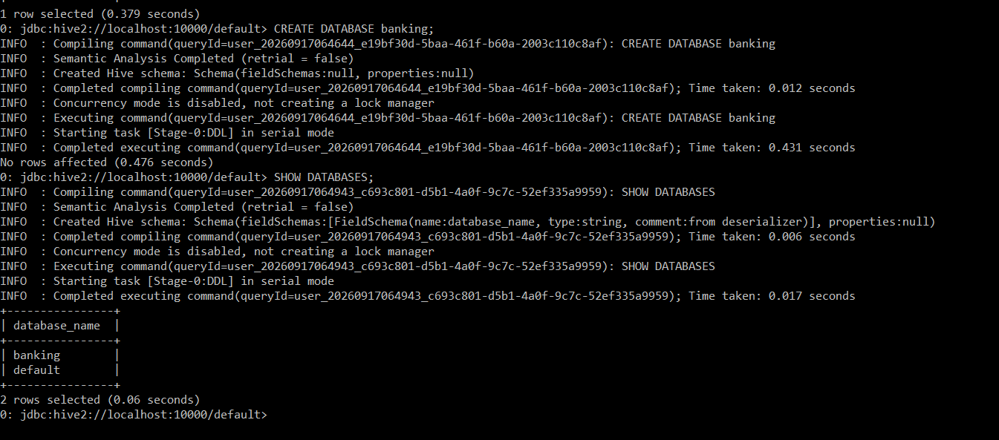 1 row selected (0.379 seconds)
0: jdbc:hive2://localhost:10000/default> CREATE DATABASE banking;
INFO  : Compiling command(queryId=user_20260917064644_e19bf30d-5baa-461f-b60a-2003c110c8af): CREATE DATABASE banking
INFO  : Semantic Analysis Completed (retrial = false)
INFO  : Created Hive schema: Schema(fieldSchemas:null, properties:null)
INFO  : Completed compiling command(queryId=user_20260917064644_e19bf30d-5baa-461f-b60a-2003c110c8af); Time taken: 0.012 seconds
INFO  : Concurrency mode is disabled, not creating a lock manager
INFO  : Executing command(queryId=user_20260917064644_e19bf30d-5baa-461f-b60a-2003c110c8af): CREATE DATABASE banking
INFO  : Starting task [Stage-0:DDL] in serial mode
INFO  : Completed executing command(queryId=user_20260917064644_e19bf30d-5baa-461f-b60a-2003c110c8af); Time taken: 0.431 seconds
No rows affected (0.476 seconds)
0: jdbc:hive2://localhost:10000/default> SHOW DATABASES;
INFO  : Compiling command(queryId=user_20260917064943_c693c801-d5b1-4a0f-9c7c-52ef335a9959): SHOW DATABASES
INFO  : Semantic Analysis Completed (retrial = false)
INFO  : Created Hive schema: Schema(fieldSchemas:[FieldSchema(name:database_name, type:string, comment:from deserializer)], properties:null)
INFO  : Completed compiling command(queryId=user_20260917064943_c693c801-d5b1-4a0f-9c7c-52ef335a9959); Time taken: 0.006 seconds
INFO  : Concurrency mode is disabled, not creating a lock manager
INFO  : Executing command(queryId=user_20260917064943_c693c801-d5b1-4a0f-9c7c-52ef335a9959): SHOW DATABASES
INFO  : Starting task [Stage-0:DDL] in serial mode
INFO  : Completed executing command(queryId=user_20260917064943_c693c801-d5b1-4a0f-9c7c-52ef335a9959); Time taken: 0.017 seconds
+----------------+
| database_name  |
+----------------+
| banking        |
| default        |
+----------------+
2 rows selected (0.06 seconds)
0: jdbc:hive2://localhost:10000/default>